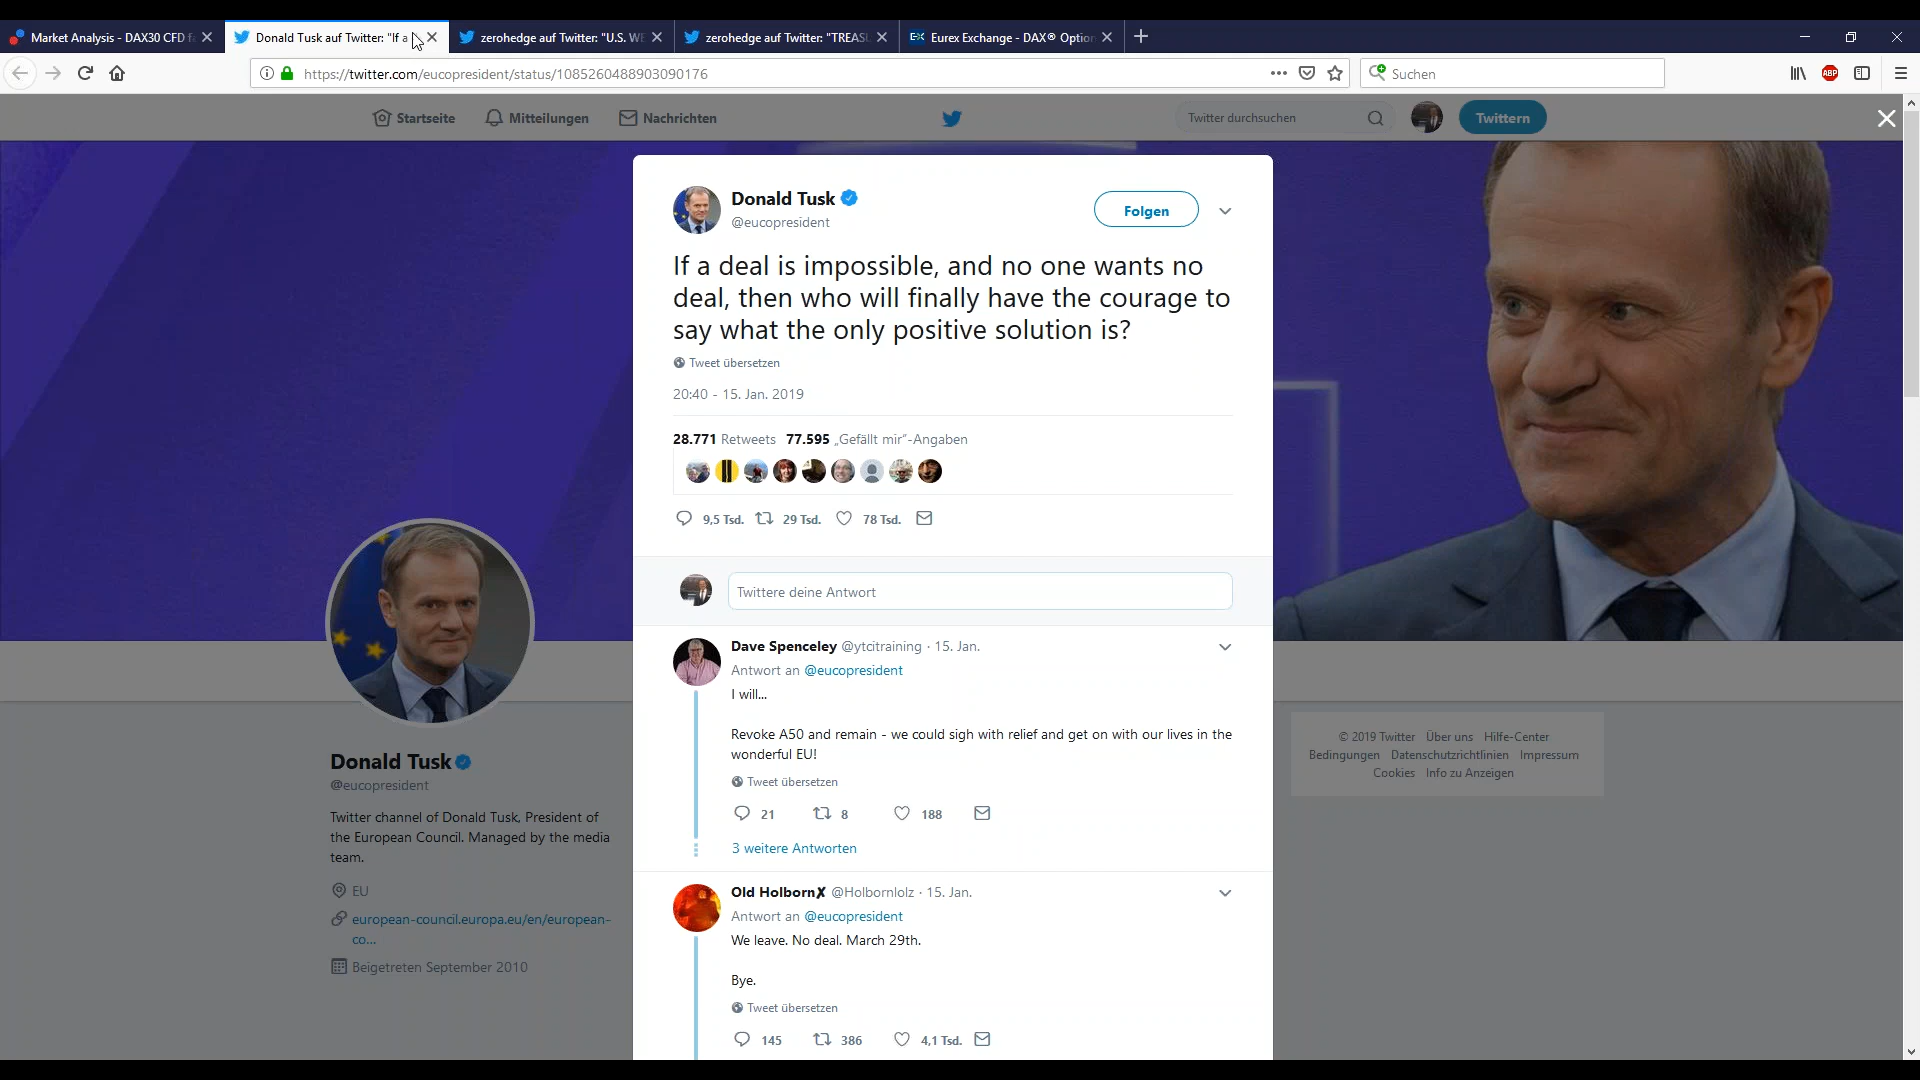 Market Analysis - DAX30 CFD f
Donald Tusk auf Twitter: "If a
zerohedge auf Twitter: "U.S. WE
zerohedge auf Twitter: "TREASU
Eurex Exchange - DAX® Option
https://twitter.com/eucopresident/status/1085260488903090176
Suchen
ABP
Startseite
Mitteilungen
Nachrichten
Twitter durchsuchen
Twittern
Donald Tusk
@eucopresident
Folgen
If a deal is impossible, and no one wants no
deal, then who will finally have the courage to
say what the only positive solution is?
Tweet übersetzen
20:40 - 15. Jan. 2019
28.771 Retweets 77.595 „Gefällt mir“-Angaben
9,5 Tsd. 29 Tsd. 78 Tsd.
Twittere deine Antwort
Dave Spenceley @ytcitraining · 15. Jan.
Antwort an @eucopresident
I will...
Revoke A50 and remain - we could sigh with relief and get on with our lives in the
wonderful EU!
Tweet übersetzen
21 8 188
3 weitere Antworten
Old Holborn✘ @Holbornlolz · 15. Jan.
Antwort an @eucopresident
We leave. No deal. March 29th.
Bye.
Tweet übersetzen
145 386 4,1 Tsd.
Donald Tusk
@eucopresident
Twitter channel of Donald Tusk, President of
the European Council. Managed by the media
team.
EU
european-council.europa.eu/en/european-
co...
Beigetreten September 2010
© 2019 Twitter Über uns Hilfe-Center
Bedingungen Datenschutzrichtlinien Impressum
Cookies Info zu Anzeigen